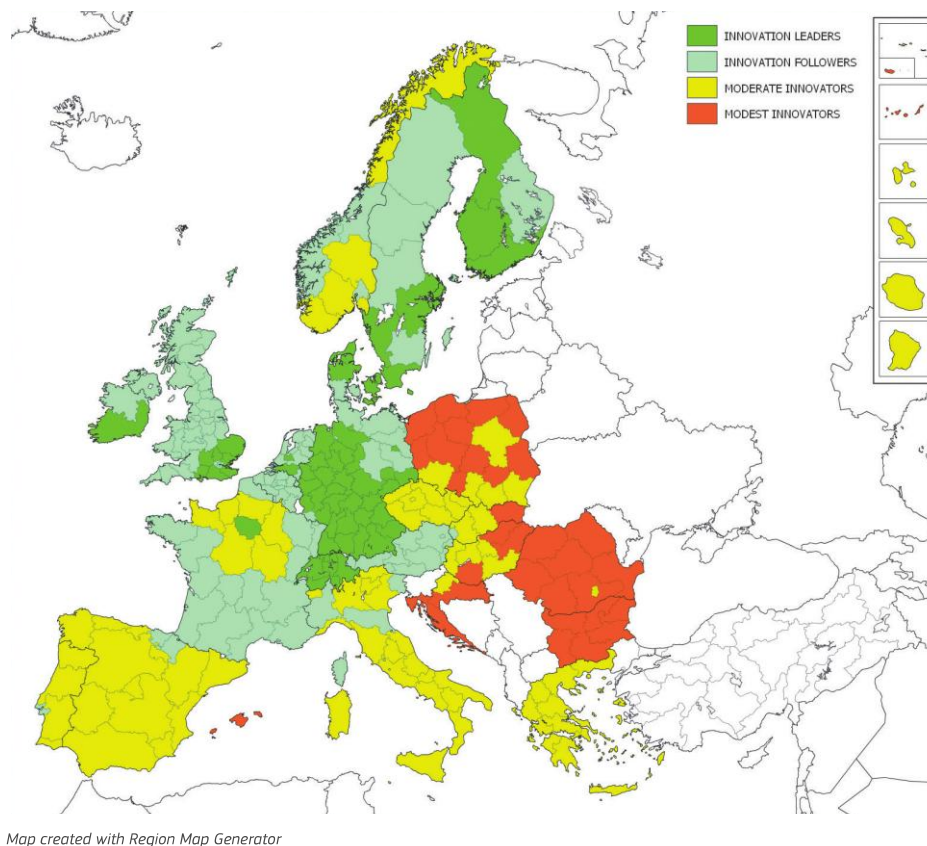 INNOVATION LEADERS
INNOVATION FOLLOWERS
MODERATE INNOVATORS
MODEST INNOVATORS
Map created with Region Map Generator